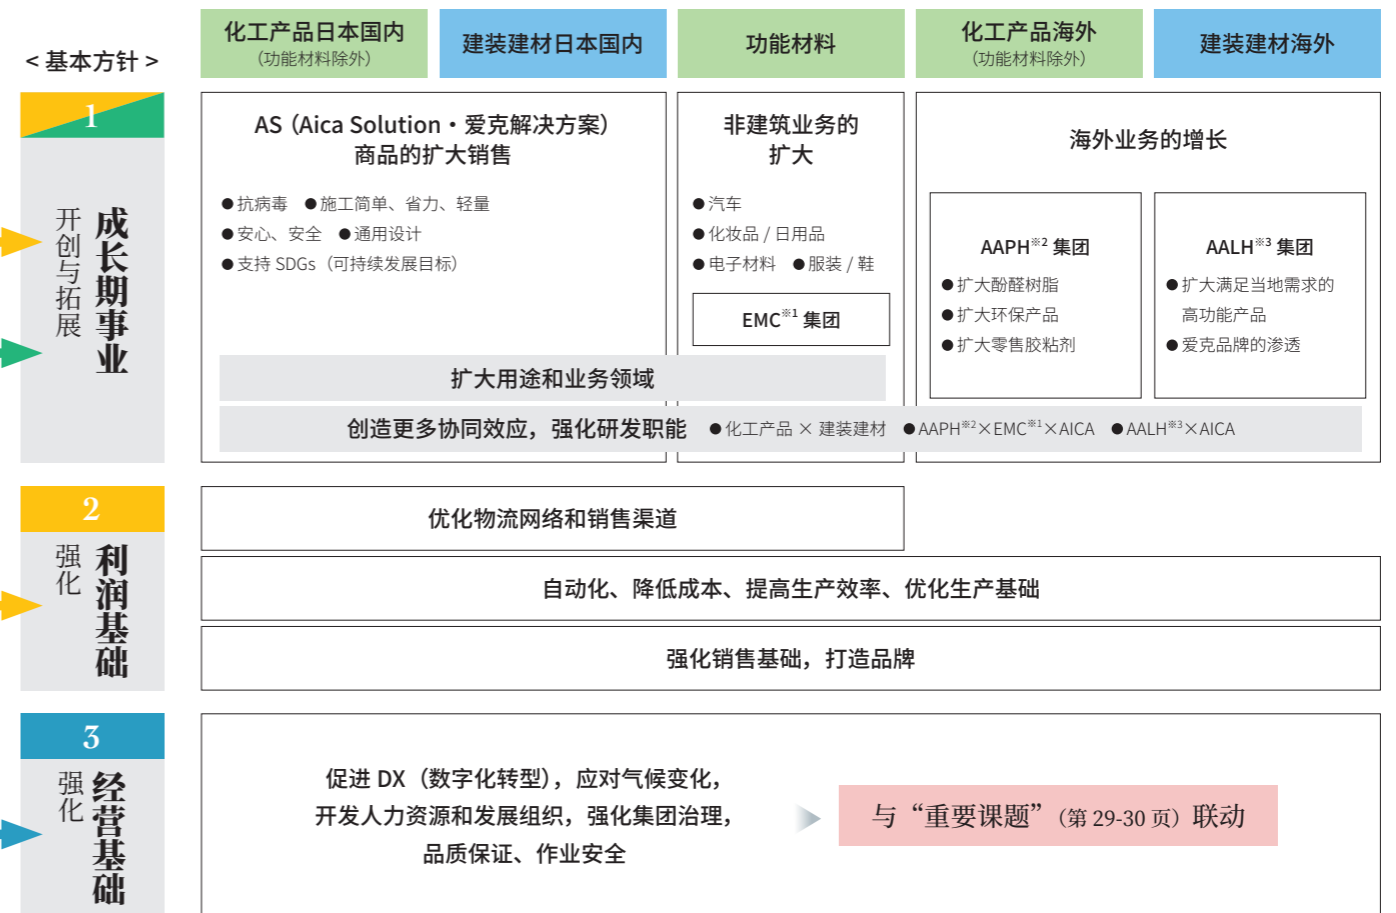 ＜基本方针＞
化工产品日本国内
（功能材料除外）
建装建材日本国内
功能材料
化工产品海外
（功能材料除外）
建装建材海外
1
成长期事业
开创与拓展
AS（Aica Solution・爱克解决方案）
商品的扩大销售
●抗病毒 ●施工简单、省力、轻量
●安心、安全 ●通用设计
●支持 SDGs（可持续发展目标）
非建筑业务的
扩大
●汽车
●化妆品 / 日用品
●电子材料 ●服装 / 鞋
EMC※1 集团
海外业务的增长
AAPH※2 集团
●扩大酚醛树脂
●扩大环保产品
●扩大零售胶粘剂
AALH※3 集团
●扩大满足当地需求的
高功能产品
●爱克品牌的渗透
扩大用途和业务领域
创造更多协同效应，强化研发职能 ●化工产品 × 建装建材 ●AAPH※2×EMC※1×AICA ●AALH※3×AICA
2
利润基础
强化
优化物流网络和销售渠道
自动化、降低成本、提高生产效率、优化生产基础
强化销售基础，打造品牌
3
经营基础
强化
促进 DX（数字化转型），应对气候变化，
开发人力资源和发展组织，强化集团治理，
品质保证、作业安全
与“重要课题”（第 29-30 页）联动